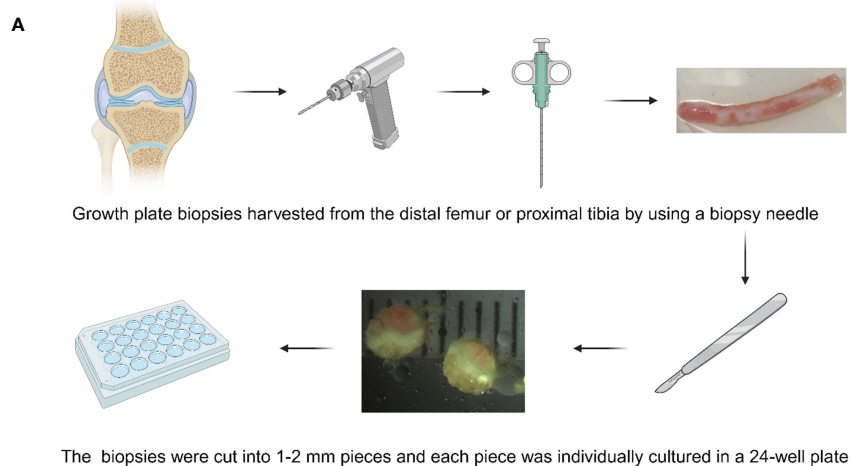 A
Growth plate biopsies harvested from the distal femur or proximal tibia by using a biopsy needle
The biopsies were cut into 1-2 mm pieces and each piece was individually cultured in a 24-well plate